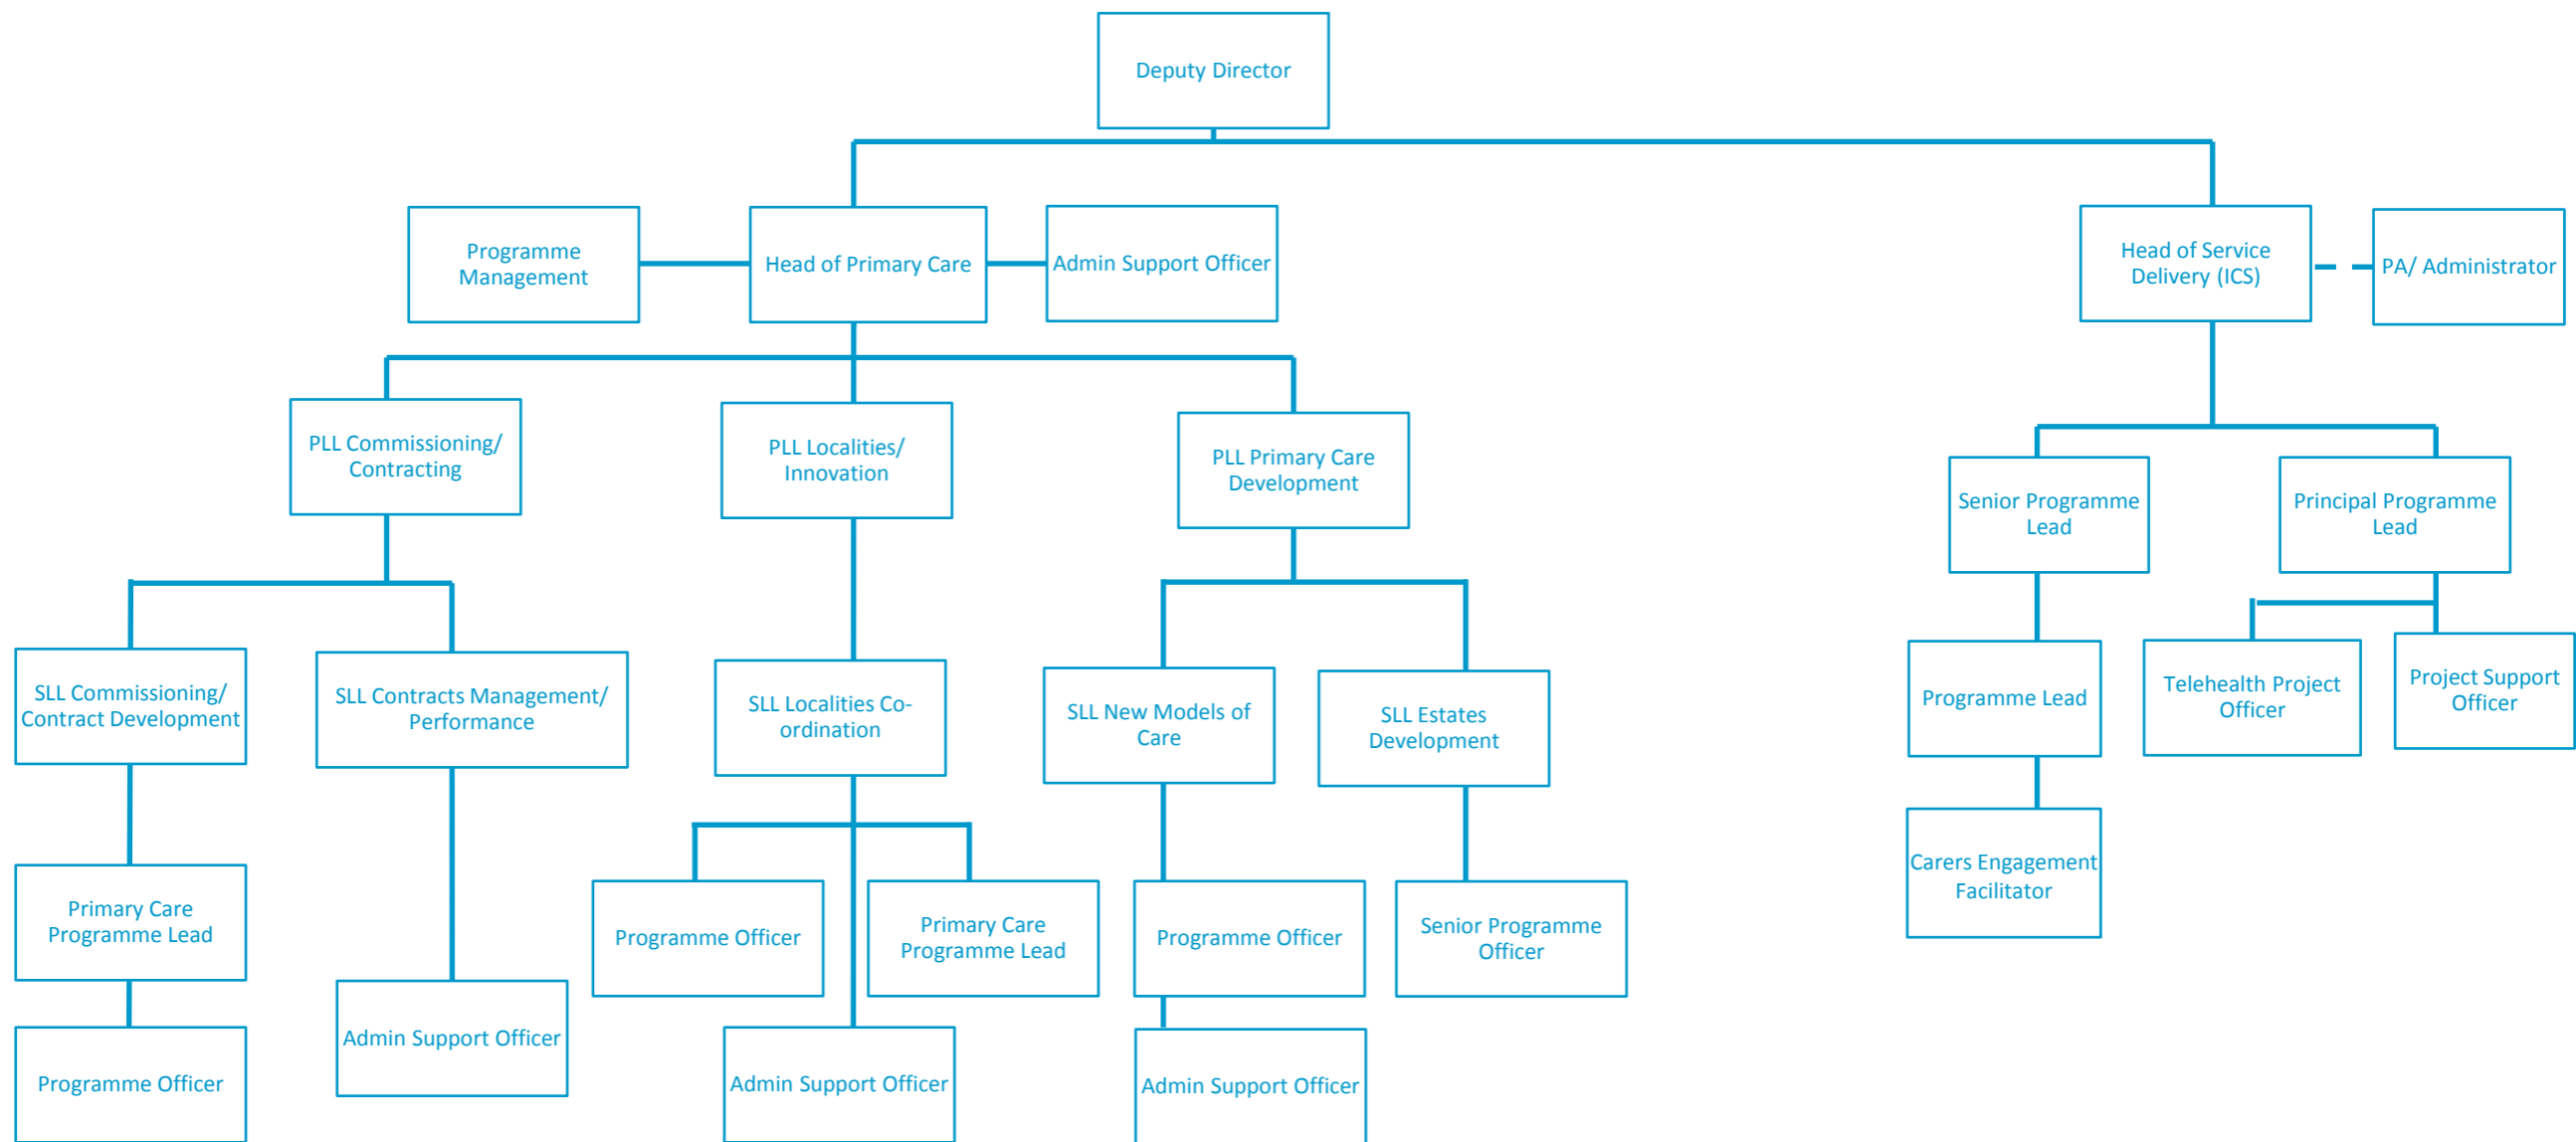 Deputy Director
Programme
Management
Head of Primary Care
Admin Support Officer
Head of Service
Delivery (ICS)
PA/ Administrator
PLL Commissioning/
Contracting
PLL Localities/
Innovation
PLL Primary Care
Development
Senior Programme
Lead
Principal Programme
Lead
SLL Commissioning/
Contract Development
SLL Contracts Management/
Performance
SLL Localities Co-
ordination
SLL New Models of
Care
SLL Estates
Development
Programme Lead
Telehealth Project
Officer
Project Support
Officer
Primary Care
Programme Lead
Programme Officer
Primary Care
Programme Lead
Programme Officer
Senior Programme
Officer
Carers Engagement
Facilitator
Programme Officer
Admin Support Officer
Admin Support Officer
Admin Support Officer